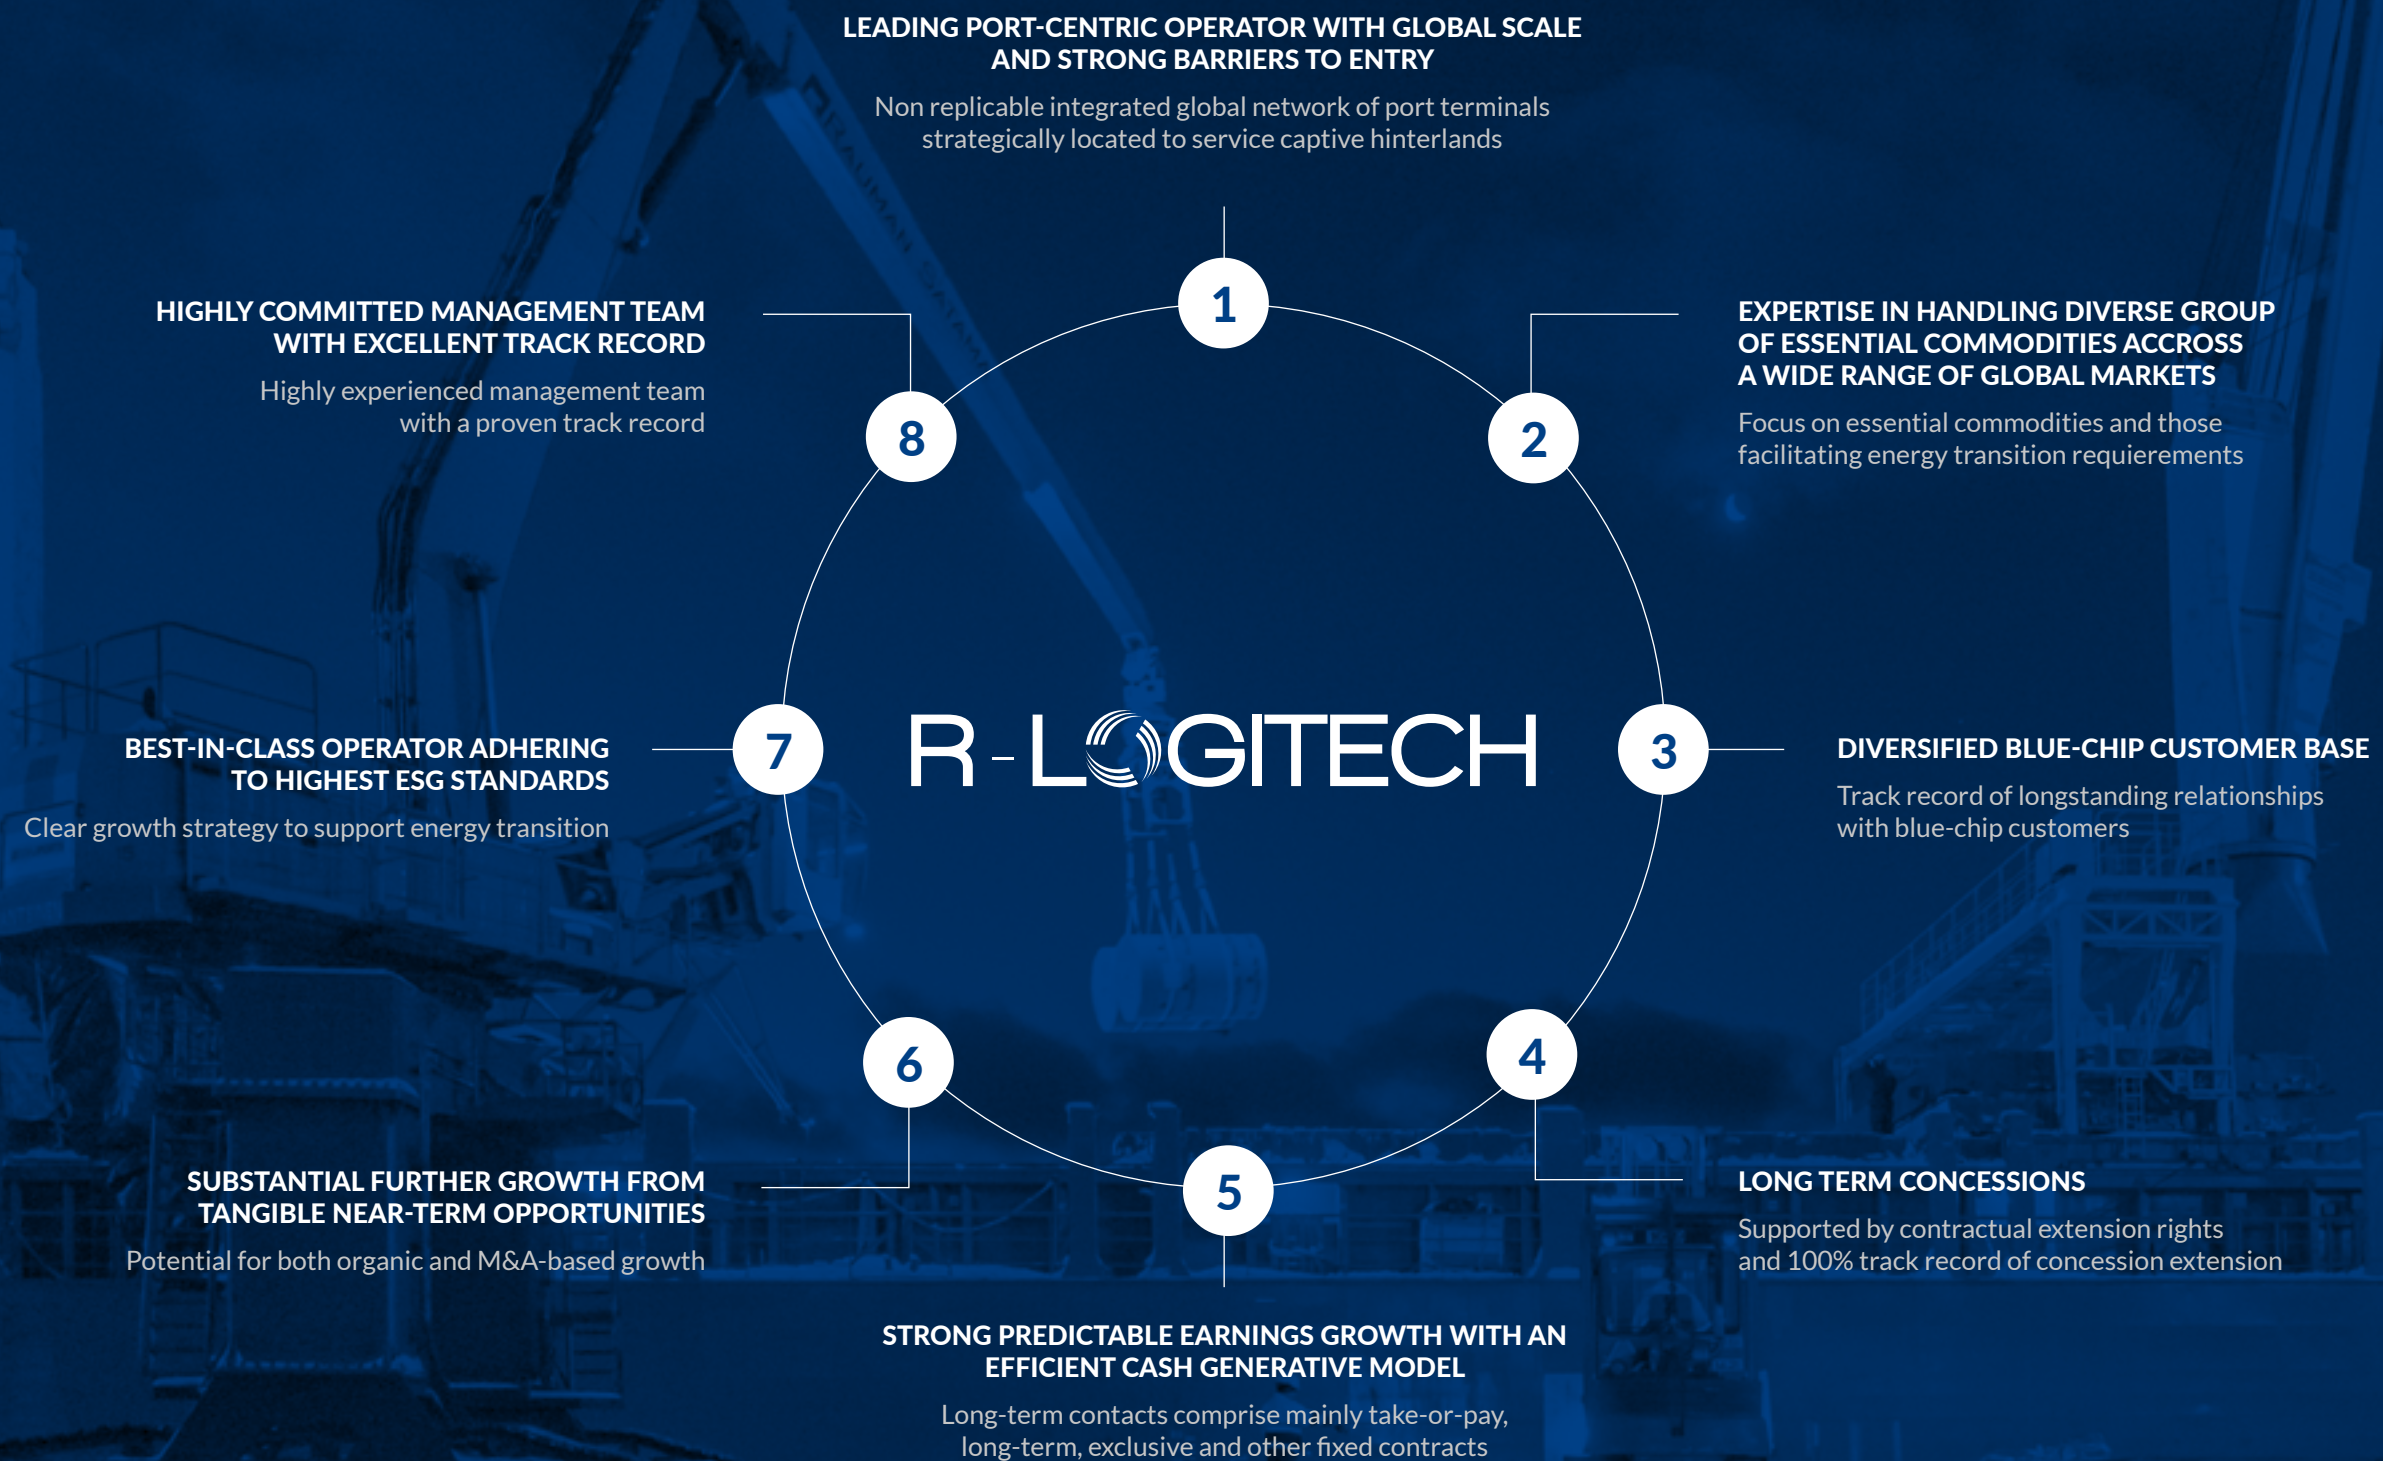 LEADING PORT-CENTRIC OPERATOR WITH GLOBAL SCALE
AND STRONG BARRIERS TO ENTRY
Non replicable integrated global network of port terminals
strategically located to service captive hinterlands
1
EXPERTISE IN HANDLING DIVERSE GROUP
OF ESSENTIAL COMMODITIES ACCROSS
A WIDE RANGE OF GLOBAL MARKETS
Focus on essential commodities and those
facilitating energy transition requierements
2
DIVERSIFIED BLUE-CHIP CUSTOMER BASE
Track record of longstanding relationships
with blue-chip customers
3
LONG TERM CONCESSIONS
Supported by contractual extension rights
and 100% track record of concession extension
4
STRONG PREDICTABLE EARNINGS GROWTH WITH AN
EFFICIENT CASH GENERATIVE MODEL
Long-term contacts comprise mainly take-or-pay,
long-term, exclusive and other fixed contracts
5
SUBSTANTIAL FURTHER GROWTH FROM
TANGIBLE NEAR-TERM OPPORTUNITIES
Potential for both organic and M&A-based growth
6
BEST-IN-CLASS OPERATOR ADHERING
TO HIGHEST ESG STANDARDS
Clear growth strategy to support energy transition
7
HIGHLY COMMITTED MANAGEMENT TEAM
WITH EXCELLENT TRACK RECORD
Highly experienced management team
with a proven track record
8
R-LOGITECH